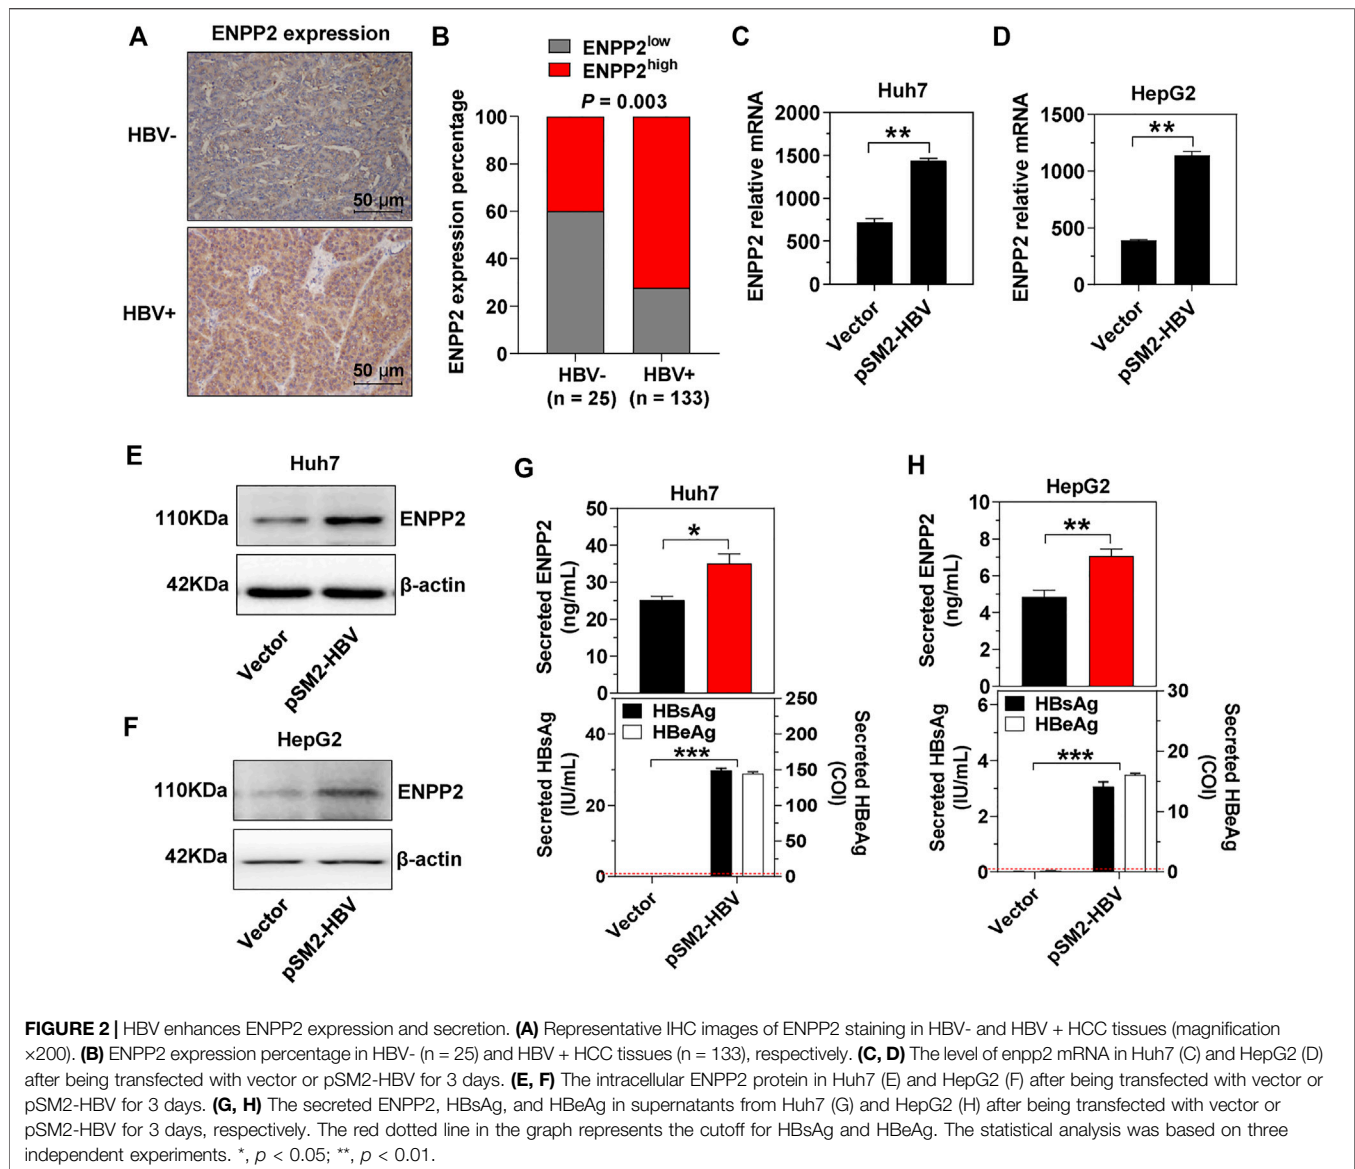 A
ENPP2 expression
HBV-
50 µm
HBV+
50 µm
B
ENPP2low
ENPP2high
P = 0.003
ENPP2 expression percentage
100
80
60
40
20
0
HBV-
(n = 25)
HBV+
(n = 133)
C
Huh7
**
ENPP2 relative mRNA
2000
1500
1000
500
0
Vector
pSM2-HBV
D
HepG2
**
ENPP2 relative mRNA
1500
1000
500
0
Vector
pSM2-HBV
E
Huh7
110KDa
ENPP2
42KDa
β-actin
Vector
pSM2-HBV
F
HepG2
110KDa
ENPP2
42KDa
β-actin
Vector
pSM2-HBV
G
Huh7
*
Secreted ENPP2
(ng/mL)
50
40
30
20
10
0
HBsAg
HBeAg
***
Secreted HBsAg
(IU/mL)
40
20
0
250
200
150
100
50
0
Secreted HBeAg
(COI)
Vector
pSM2-HBV
H
HepG2
**
Secreted ENPP2
(ng/mL)
10
8
6
4
2
0
HBsAg
HBeAg
***
Secreted HBsAg
(IU/mL)
6
4
2
0
30
20
10
0
Secreted HBeAg
(COI)
Vector
pSM2-HBV
FIGURE 2 | HBV enhances ENPP2 expression and secretion. (A) Representative IHC images of ENPP2 staining in HBV- and HBV + HCC tissues (magnification
×200). (B) ENPP2 expression percentage in HBV- (n = 25) and HBV + HCC tissues (n = 133), respectively. (C, D) The level of enpp2 mRNA in Huh7 (C) and HepG2 (D)
after being transfected with vector or pSM2-HBV for 3 days. (E, F) The intracellular ENPP2 protein in Huh7 (E) and HepG2 (F) after being transfected with vector or
pSM2-HBV for 3 days. (G, H) The secreted ENPP2, HBsAg, and HBeAg in supernatants from Huh7 (G) and HepG2 (H) after being transfected with vector or
pSM2-HBV for 3 days, respectively. The red dotted line in the graph represents the cutoff for HBsAg and HBeAg. The statistical analysis was based on three
independent experiments. *, p < 0.05; **, p < 0.01.